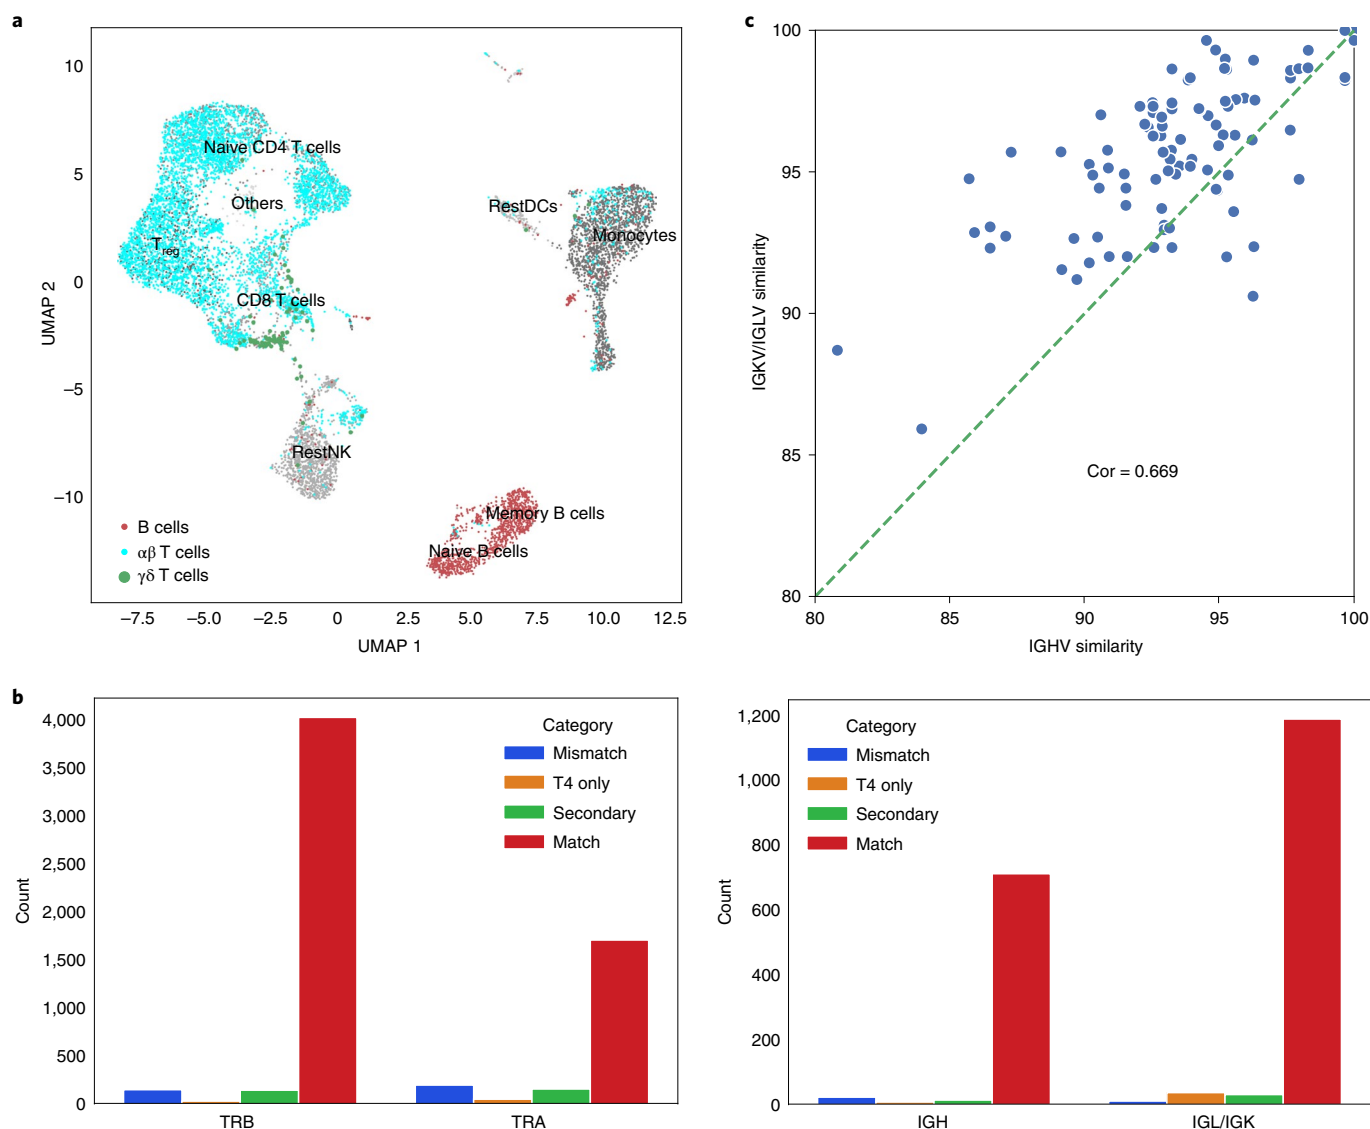 a
10
5
0
−5
−10
UMAP 2
Naive CD4 T cells
Others
Treg
CD8 T cells
RestDCs
Monocytes
RestNK
Memory B cells
Naive B cells
B cells
αβ T cells
γδ T cells
−7.5 −5.0 −2.5 0 2.5 5.0 7.5 10.0 12.5
UMAP 1
c
100
95
90
85
80
IGKV/IGLV similarity
Cor = 0.669
80 85 90 95 100
IGHV similarity
b
4,000
3,500
3,000
2,500
2,000
1,500
1,000
500
0
Count
Category
Mismatch
T4 only
Secondary
Match
TRB TRA
1,200
1,000
800
600
400
200
0
Count
Category
Mismatch
T4 only
Secondary
Match
IGH IGL/IGK